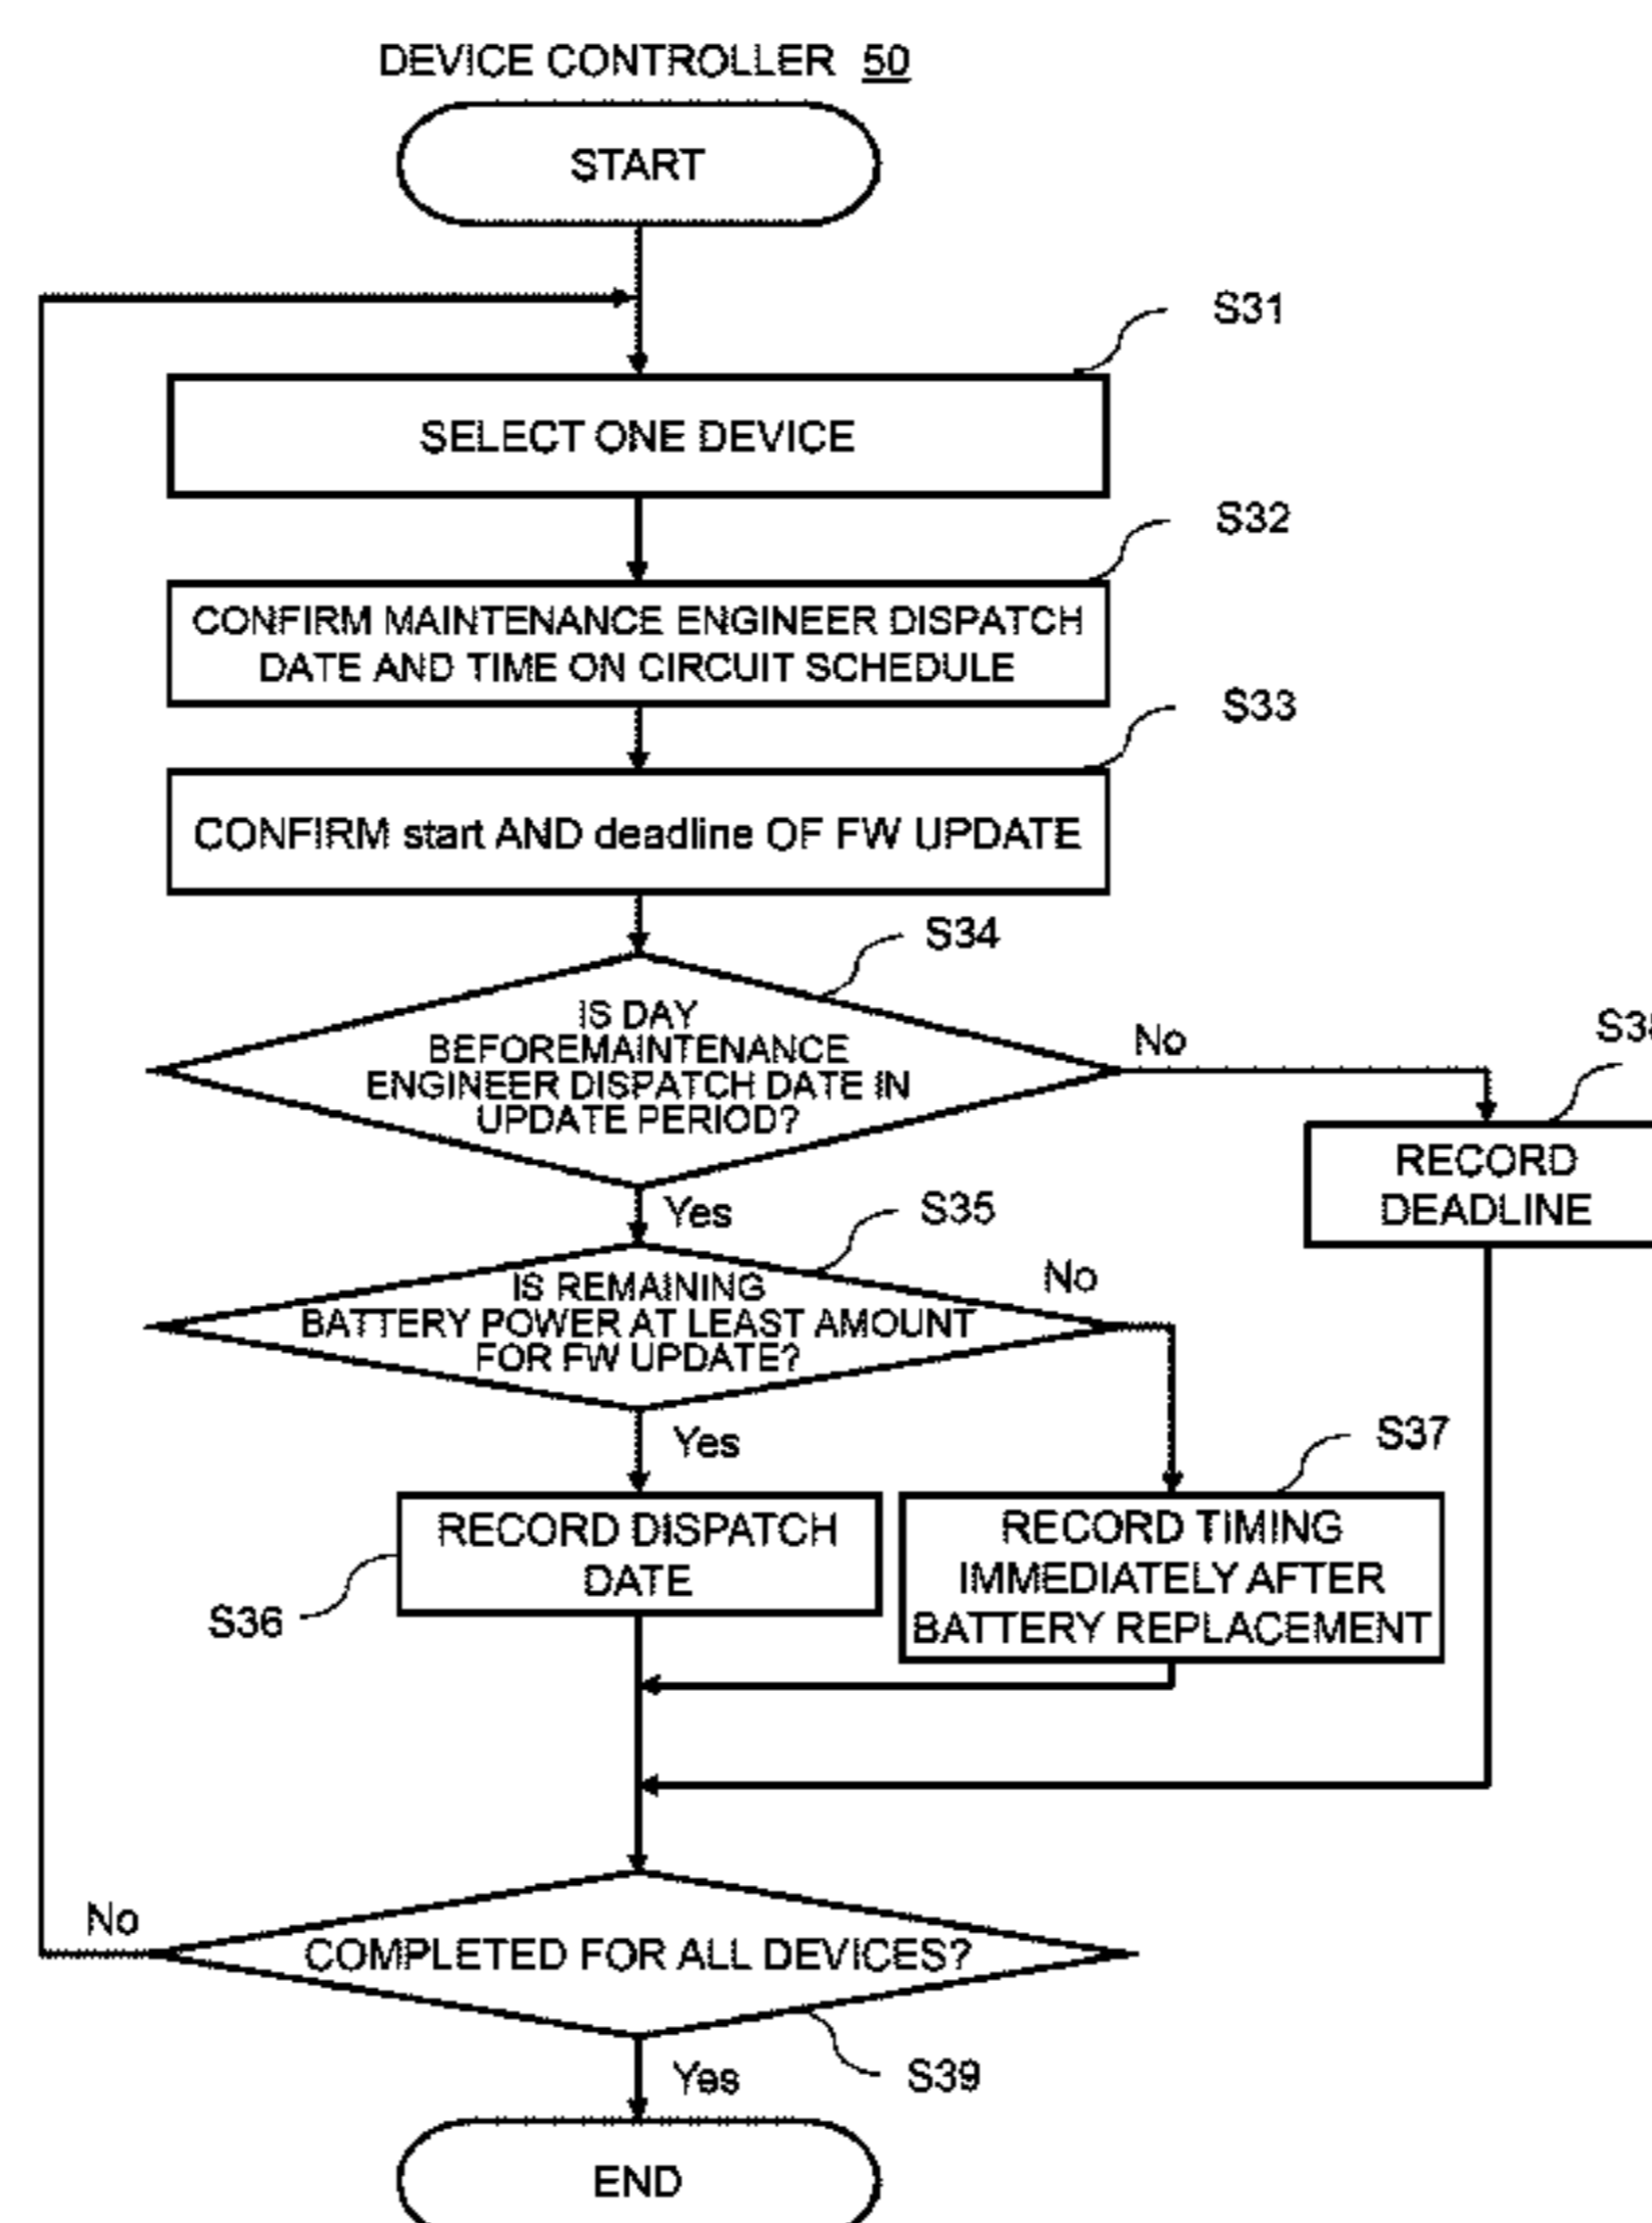 DEVICE CONTROLLER 50
START
S31
SELECT ONE DEVICE
S32
CONFIRM MAINTENANCE ENGINEER DISPATCH
DATE AND TIME ON CIRCUIT SCHEDULE
S33
CONFIRM start AND deadline OF FW UPDATE
S34
IS DAY
BEFOREMAINTENANCE
ENGINEER DISPATCH DATE IN
UPDATE PERIOD?
No
S38
RECORD
DEADLINE
Yes
S35
IS REMAINING
BATTERY POWER AT LEAST AMOUNT
FOR FW UPDATE?
No
Yes
S37
RECORD DISPATCH
DATE
S36
RECORD TIMING
IMMEDIATELY AFTER
BATTERY REPLACEMENT
No
COMPLETED FOR ALL DEVICES?
S39
Yes
END